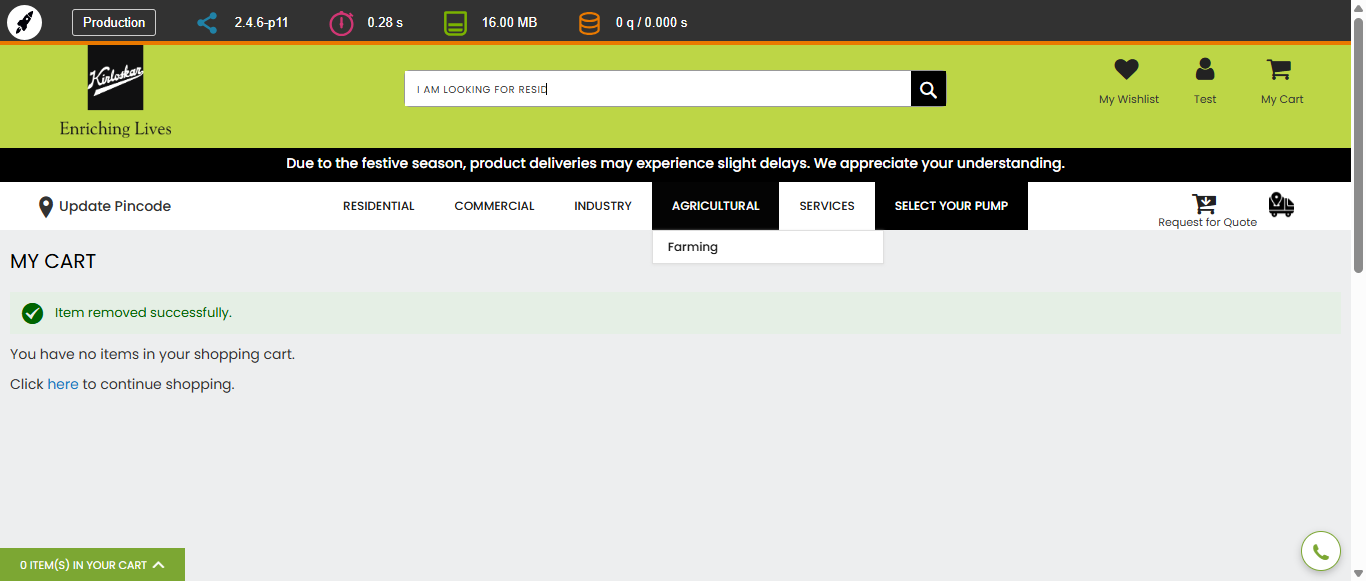 Production 2.4.6-p11 0.28 s 16.00 MB 0 q / 0.000 s
Kirloskar
Enriching Lives
I AM LOOKING FOR RESID
My Wishlist Test My Cart
Due to the festive season, product deliveries may experience slight delays. We appreciate your understanding.
Update Pincode RESIDENTIAL COMMERCIAL INDUSTRY AGRICULTURAL SERVICES SELECT YOUR PUMP Request for Quote
Farming
MY CART
Item removed successfully.
You have no items in your shopping cart.
Click here to continue shopping.
0 ITEM(S) IN YOUR CART